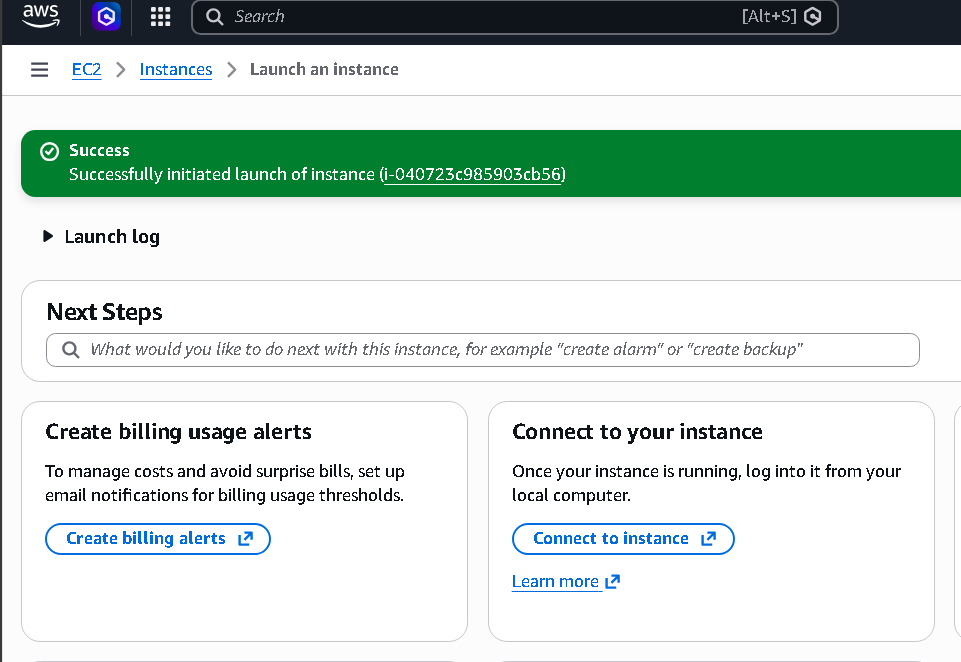 aws
Search [Alt+S]
EC2 Instances Launch an instance
Success
Successfully initiated launch of instance (i-040723c985903cb56)
Launch log
Next Steps
What would you like to do next with this instance, for example "create alarm" or "create backup"
Create billing usage alerts
To manage costs and avoid surprise bills, set up
email notifications for billing usage thresholds.
Create billing alerts
Connect to your instance
Once your instance is running, log into it from your
local computer.
Connect to instance
Learn more